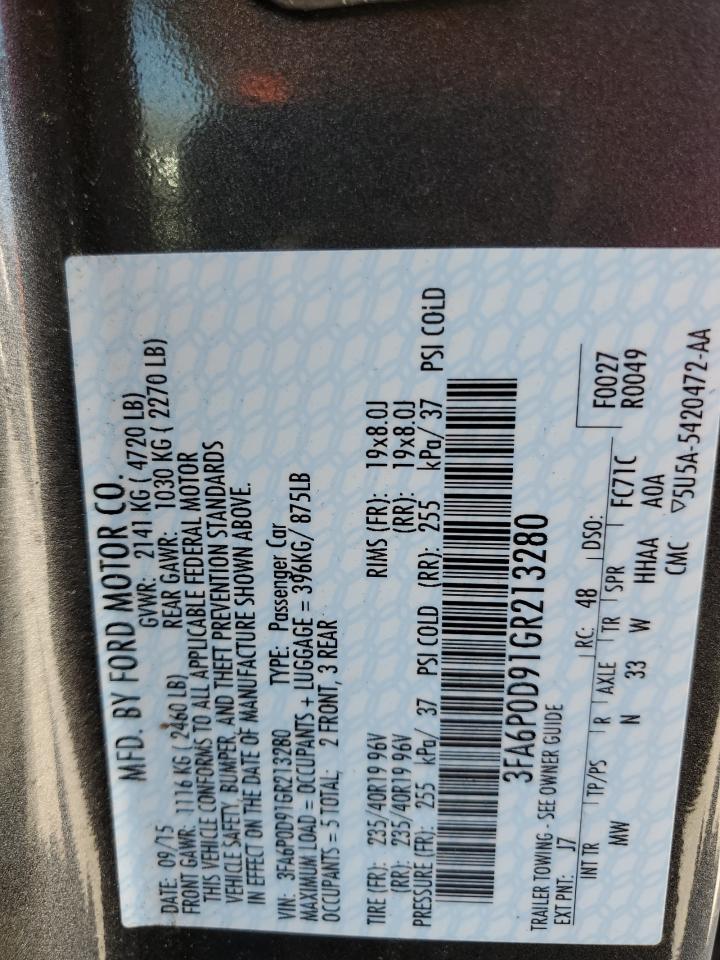 MFD. BY FORD MOTOR CO.
DATE: 09/15 GVWR: 2141 KG ( 4720 LB)
FRONT GAWR: 1116 KG ( 2460 LB) REAR GAWR: 1030 KG ( 2270 LB)
THIS VEHICLE CONFORMS TO ALL APPLICABLE FEDERAL MOTOR
VEHICLE SAFETY, BUMPER, AND THEFT PREVENTION STANDARDS
IN EFFECT ON THE DATE OF MANUFACTURE SHOWN ABOVE.
VIN: 3FA6P0D91GR213280 TYPE: Passenger Car
MAXIMUM LOAD = OCCUPANTS + LUGGAGE = 396KG/ 875LB
OCCUPANTS = 5 TOTAL, 2 FRONT, 3 REAR
TIRE (FR): 235/40R19 96V RIMS (FR): 19x8.0J
(RR): 235/40R19 96V (RR): 19x8.0J
PRESSURE (FR): 255 kPa/ 37 PSI COLD (RR): 255 kPa/ 37 PSI COLD
3FA6P0D91GR213280
TRAILER TOWING - SEE OWNER GUIDE
EXT PNT: J7 RC: 48 DSO: F0027
INT TR TP/PS R AXLE TR SPR FC71C R0049
MW N 33 W HHAA A0A
CMC ▽5U5A-5420472-AA